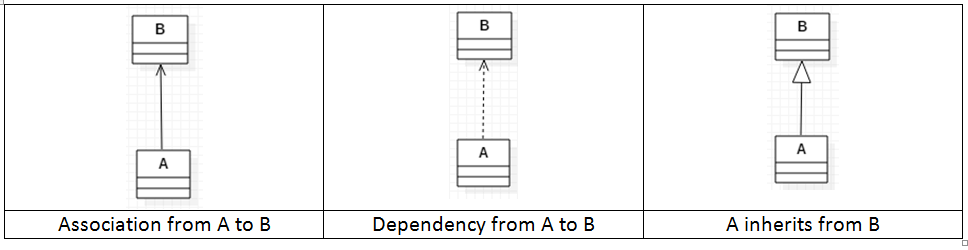 B
A
Association from A to B
B
A
Dependency from A to B
B
A
A inherits from B